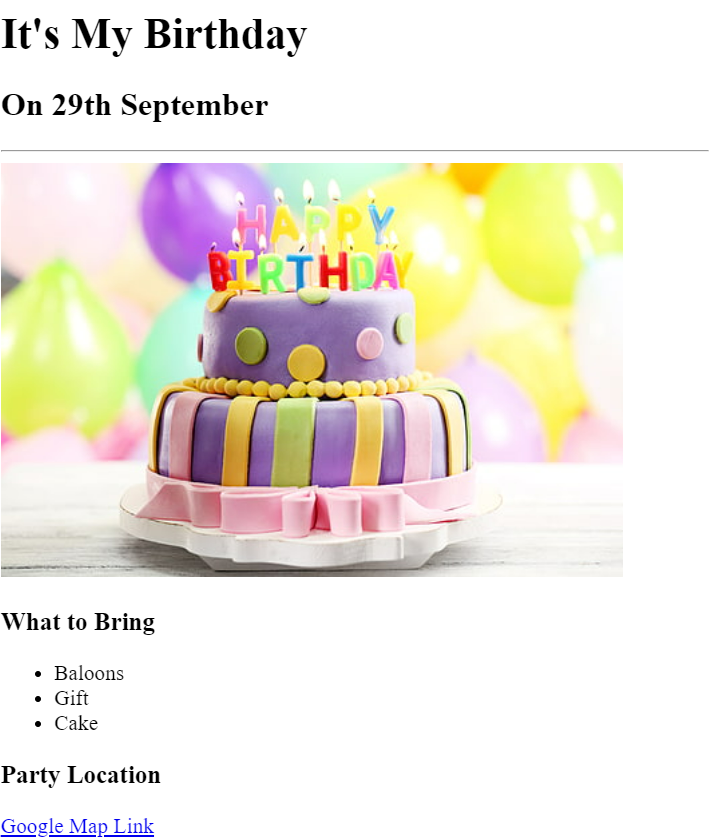 It's My Birthday
On 29th September
HAPPY
BIRTHDAY
What to Bring
Baloons
Gift
Cake
Party Location
Google Map Link